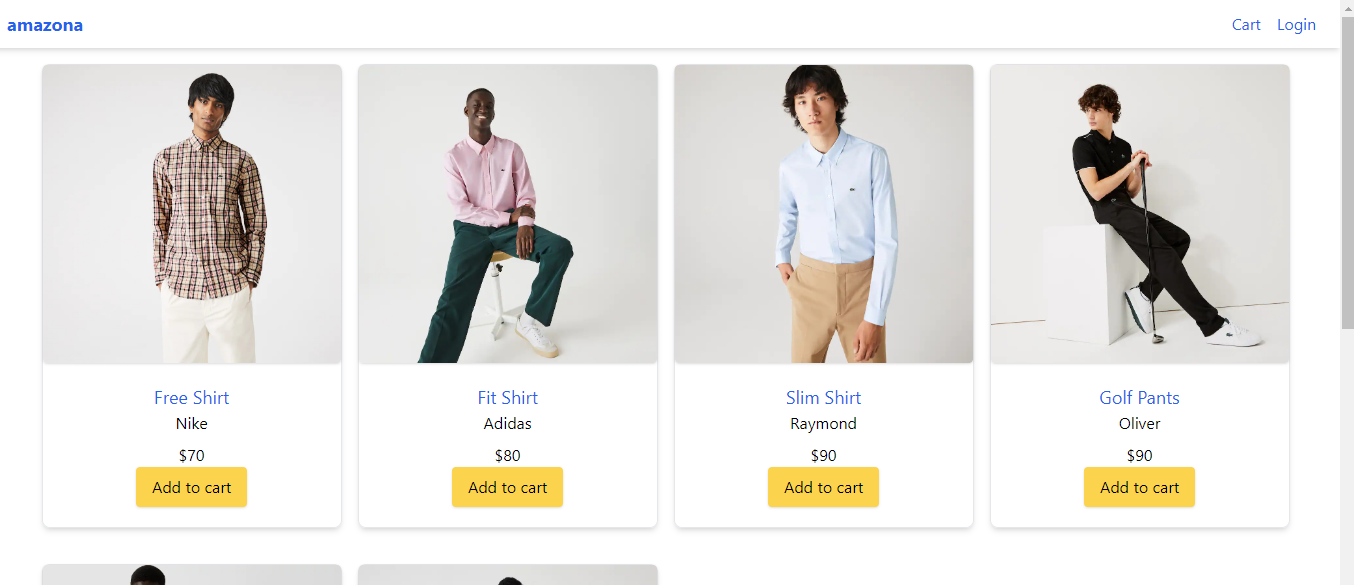 amazona
Cart Login
Free Shirt
Nike
$70
Add to cart
Fit Shirt
Adidas
$80
Add to cart
Slim Shirt
Raymond
$90
Add to cart
Golf Pants
Oliver
$90
Add to cart